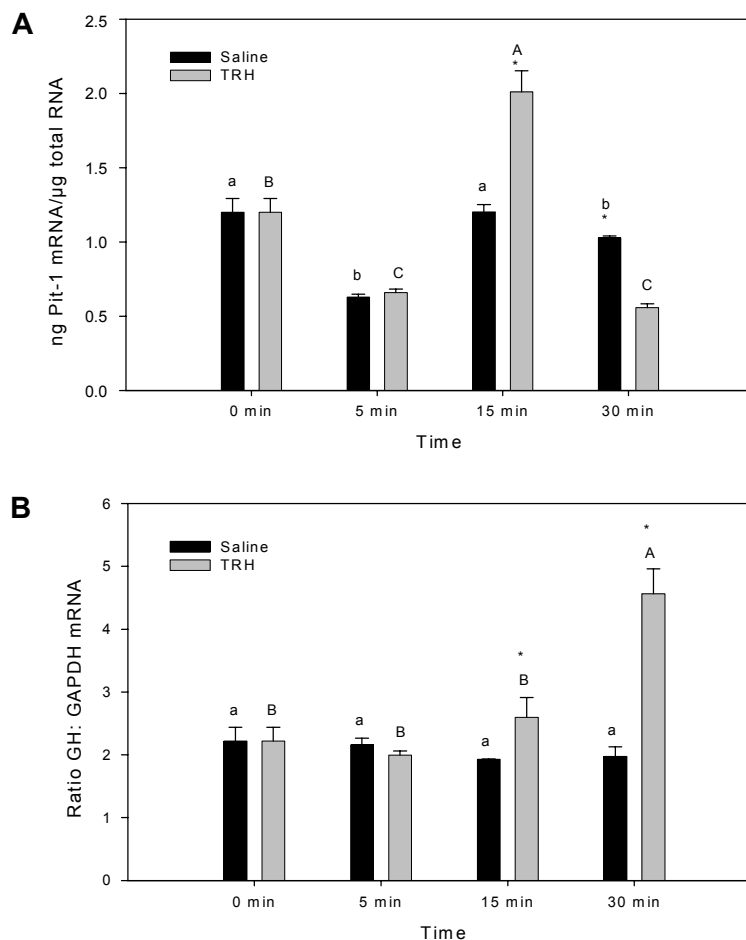 A
ng Pit-1 mRNA/μg total RNA
2.5
2.0
1.5
1.0
0.5
0.0
Saline
TRH
a
B
b
C
a
A
*
b
*
C
0 min
5 min
15 min
30 min
Time
B
Ratio GH: GAPDH mRNA
6
5
4
3
2
1
0
Saline
TRH
a
B
a
B
a
*
B
a
*
A
0 min
5 min
15 min
30 min
Time